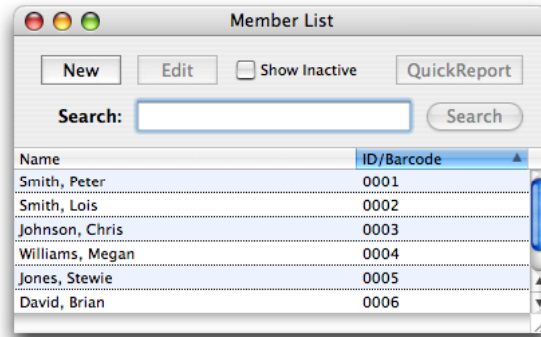 Member List
New Edit Show Inactive QuickReport
Search: Search
Name ID/Barcode
Smith, Peter 0001
Smith, Lois 0002
Johnson, Chris 0003
Williams, Megan 0004
Jones, Stewie 0005
David, Brian 0006